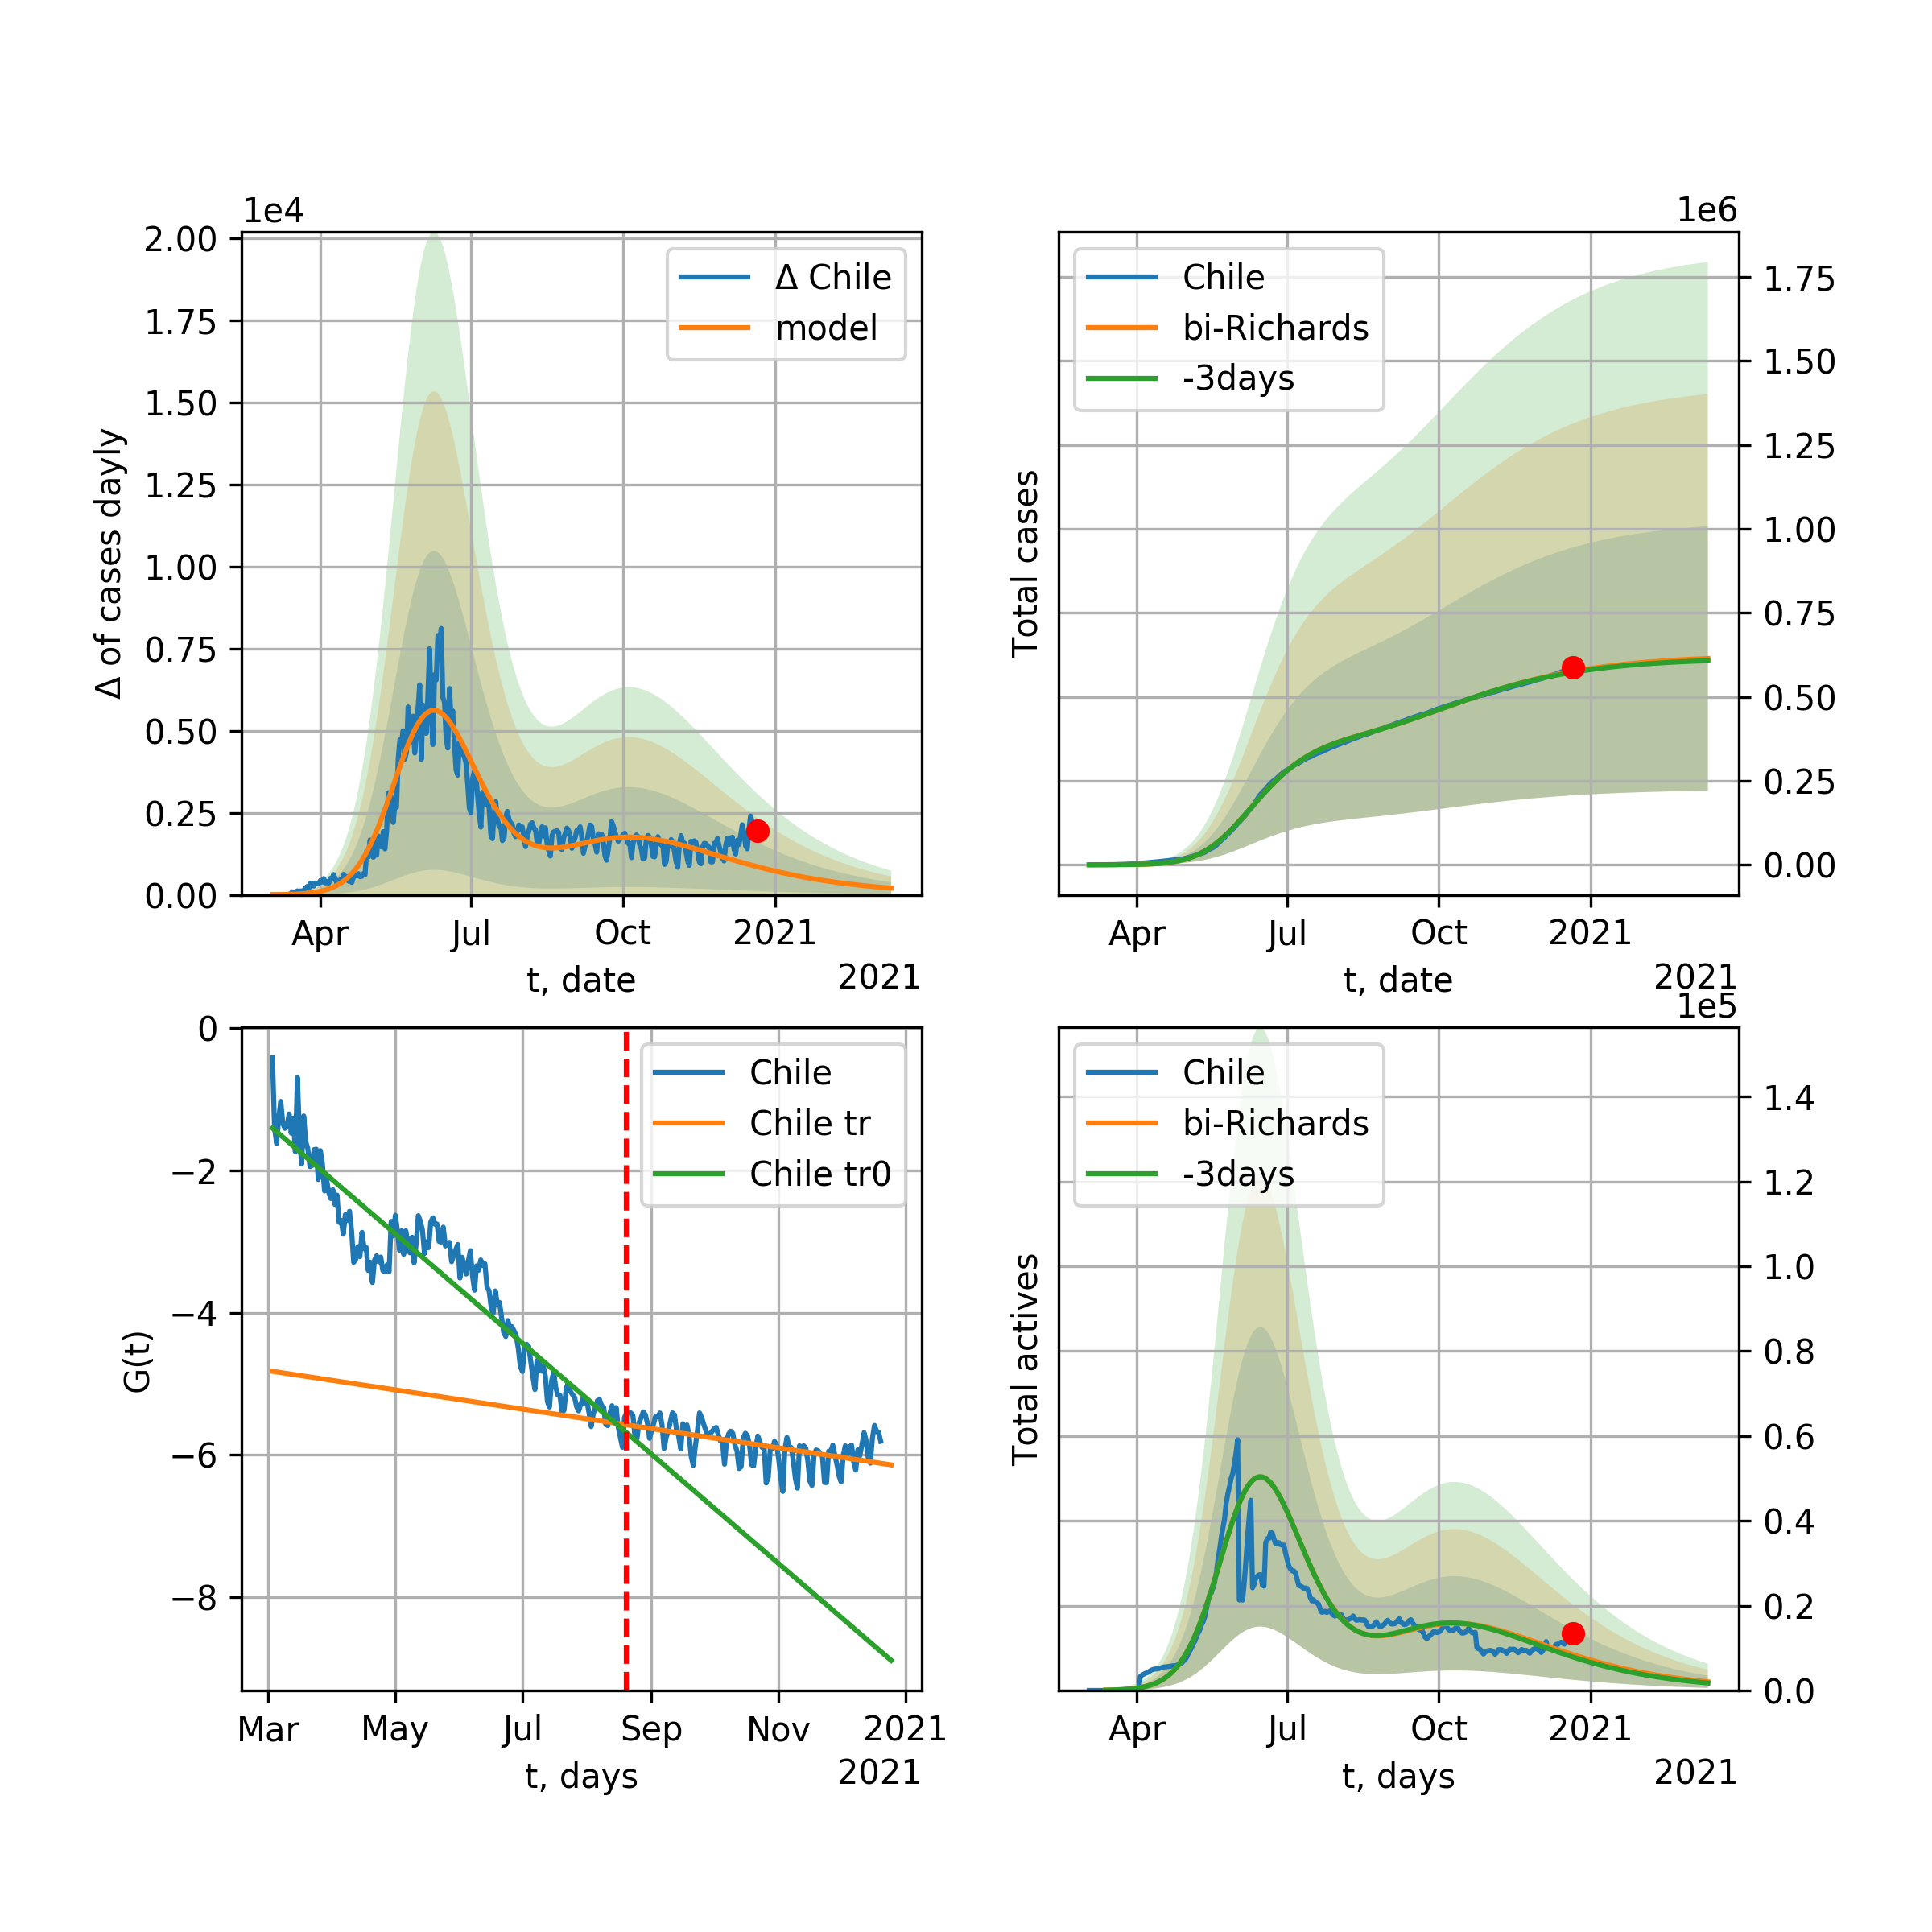 1e4
2.00
1.75
1.50
1.25
1.00
0.75
0.50
0.25
0.00
Δ of cases dayly
Δ Chile
model
Apr
Jul
Oct
2021
t, date
2021
1e6
Chile
bi-Richards
-3days
Total cases
1.75
1.50
1.25
1.00
0.75
0.50
0.25
0.00
Apr
Jul
Oct
2021
t, date
2021
0
−2
−4
−6
−8
G(t)
Chile
Chile tr
Chile tr0
Mar
May
Jul
Sep
Nov
2021
t, days
2021
1e5
Chile
bi-Richards
-3days
Total actives
1.4
1.2
1.0
0.8
0.6
0.4
0.2
0.0
Apr
Jul
Oct
2021
t, days
2021